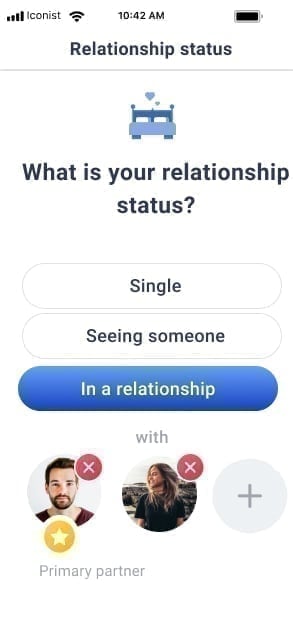 Iconist
10:42 AM
Relationship status
What is your relationship
status?
Single
Seeing someone
In a relationship
with
Primary partner